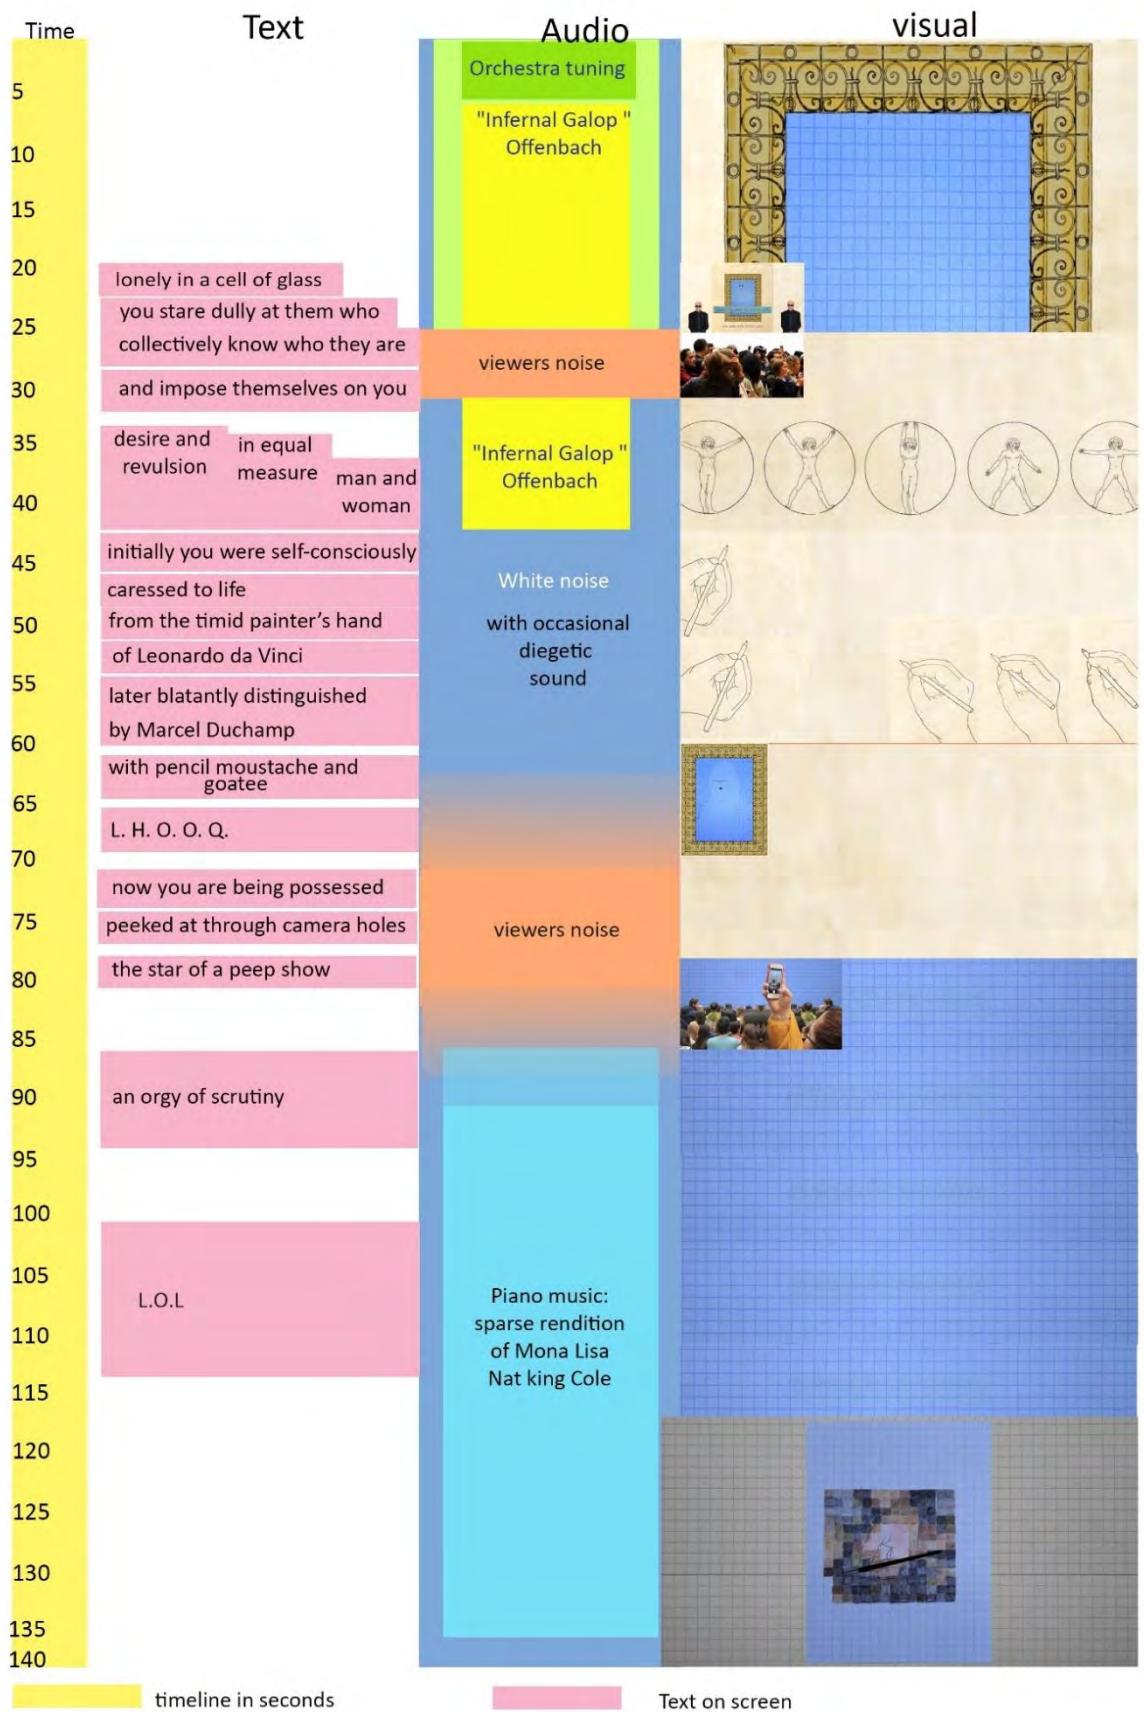 Time
Text
Audio
visual
5
10
15
20
25
30
35
40
45
50
55
60
65
70
75
80
85
90
95
100
105
110
115
120
125
130
135
140
lonely in a cell of glass
you stare dully at them who
collectively know who they are
and impose themselves on you
desire and
revulsion
in equal
measure
man and
woman
initially you were self-consciously
caressed to life
from the timid painter’s hand
of Leonardo da Vinci
later blatantly distinguished
by Marcel Duchamp
with pencil moustache and
goatee
L. H. O. O. Q.
now you are being possessed
peeked at through camera holes
the star of a peep show
an orgy of scrutiny
L.O.L
Orchestra tuning
"Infernal Galop "
Offenbach
viewers noise
"Infernal Galop "
Offenbach
White noise
with occasional
diegetic
sound
viewers noise
Piano music:
sparse rendition
of Mona Lisa
Nat king Cole
timeline in seconds
Text on screen